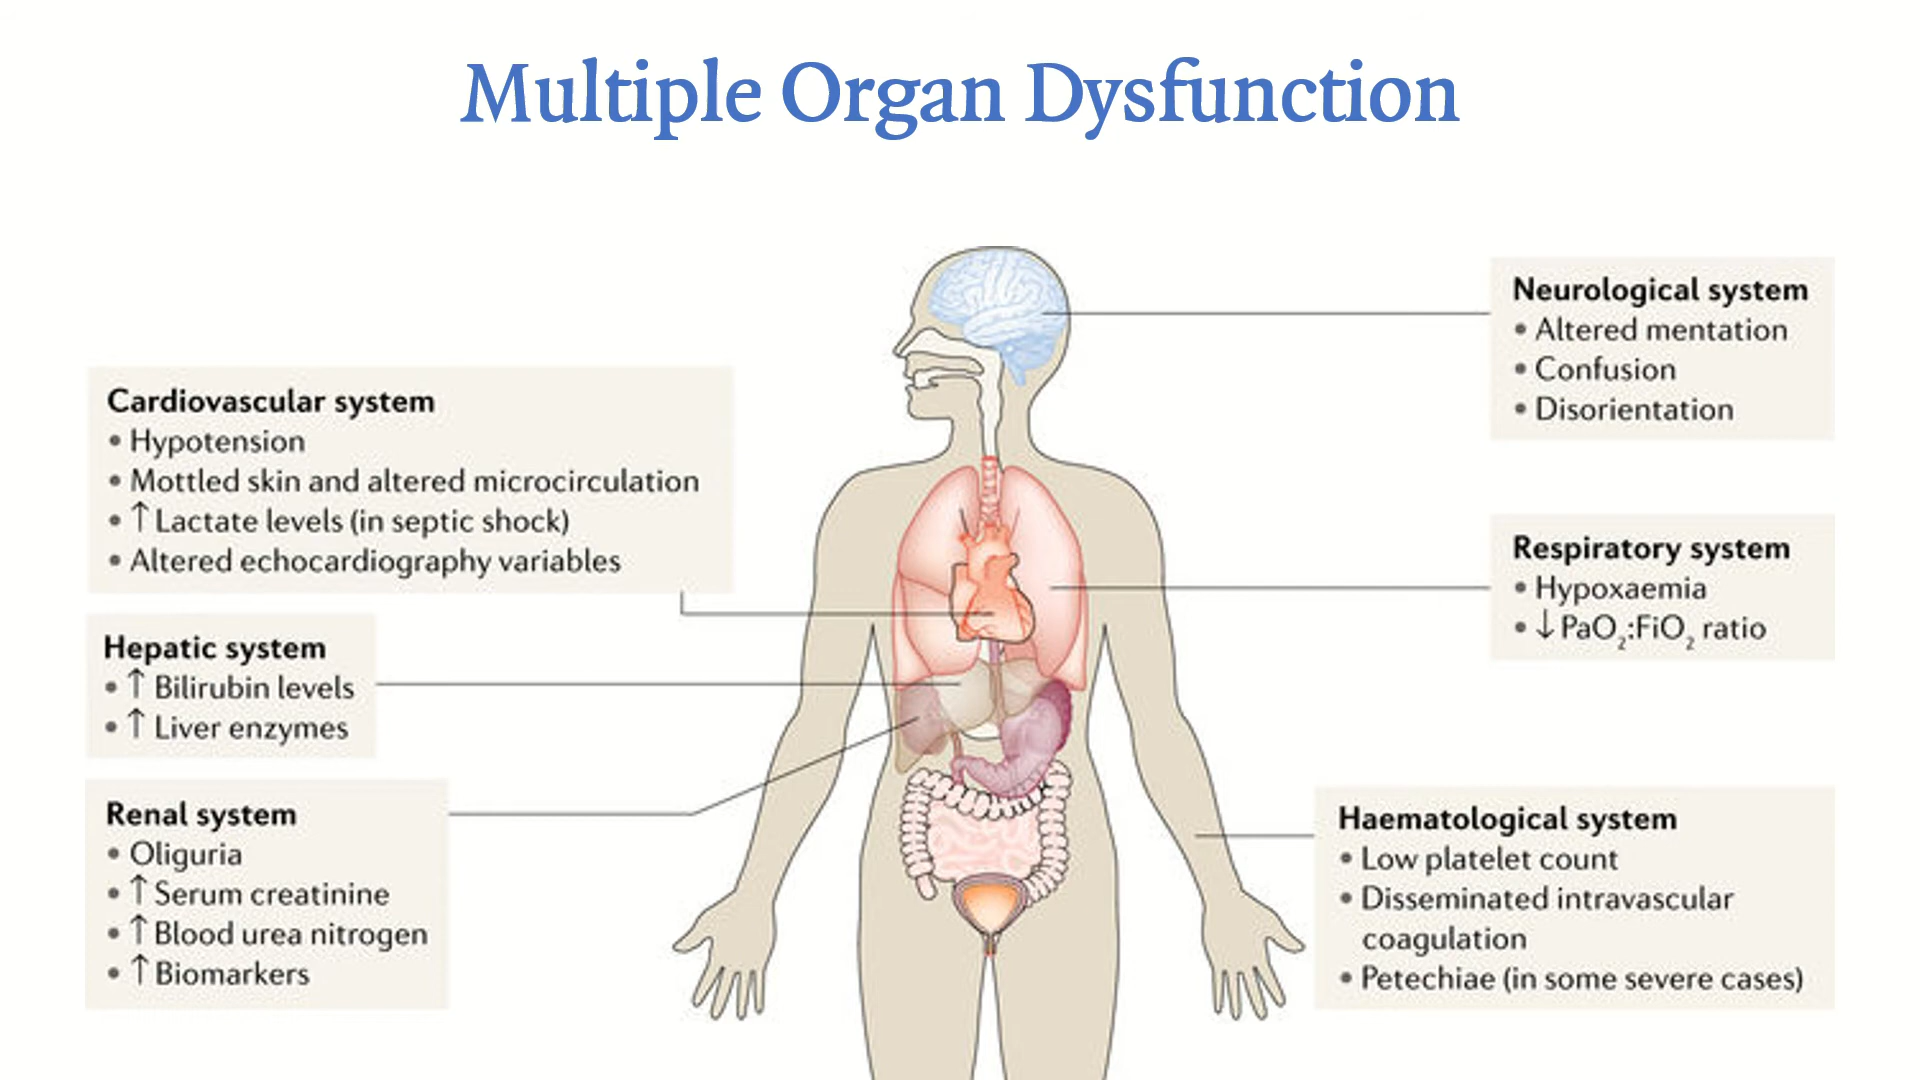 Multiple Organ Dysfunction
Cardiovascular system
• Hypotension
• Mottled skin and altered microcirculation
• ↑ Lactate levels (in septic shock)
• Altered echocardiography variables
Hepatic system
• ↑ Bilirubin levels
• ↑ Liver enzymes
Renal system
• Oliguria
• ↑ Serum creatinine
• ↑ Blood urea nitrogen
• ↑ Biomarkers
Neurological system
• Altered mentation
• Confusion
• Disorientation
Respiratory system
• Hypoxaemia
• ↓ PaO₂:FiO₂ ratio
Haematological system
• Low platelet count
• Disseminated intravascular
coagulation
• Petechiae (in some severe cases)